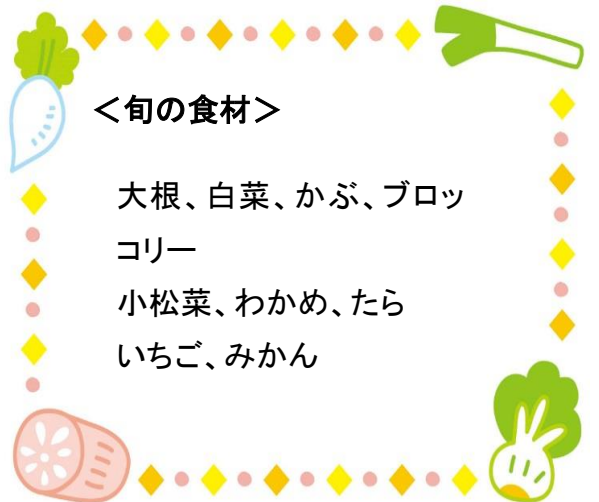 ＜旬の食材＞
大根、白菜、かぶ、ブロッ
コリー
小松菜、わかめ、たら
いちご、みかん